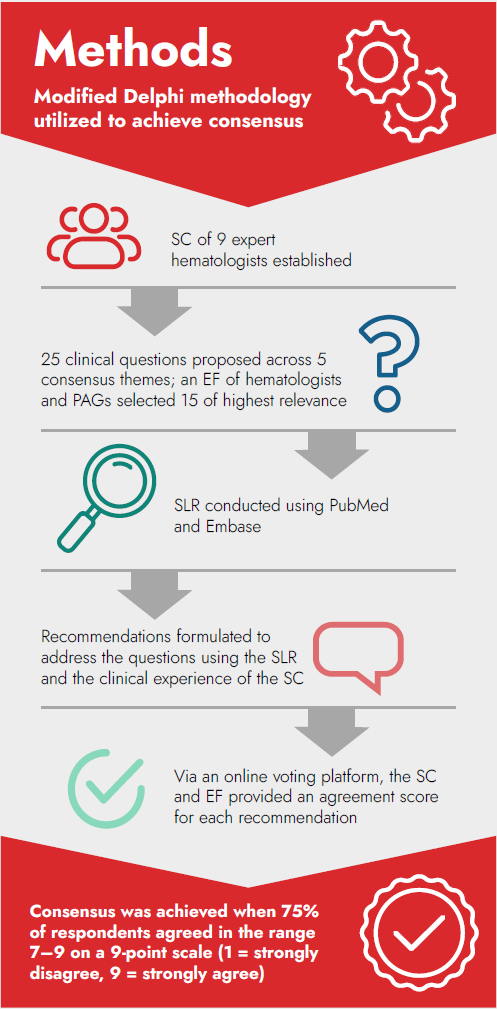 Methods
Modified Delphi methodology
utilized to achieve consensus
SC of 9 expert
hematologists established
25 clinical questions proposed across 5
consensus themes; an EF of hematologists
and PAGs selected 15 of highest relevance
SLR conducted using PubMed
and Embase
Recommendations formulated to
address the questions using the SLR
and the clinical experience of the SC
Via an online voting platform, the SC
and EF provided an agreement score
for each recommendation
Consensus was achieved when 75%
of respondents agreed in the range
7–9 on a 9-point scale (1 = strongly
disagree, 9 = strongly agree)